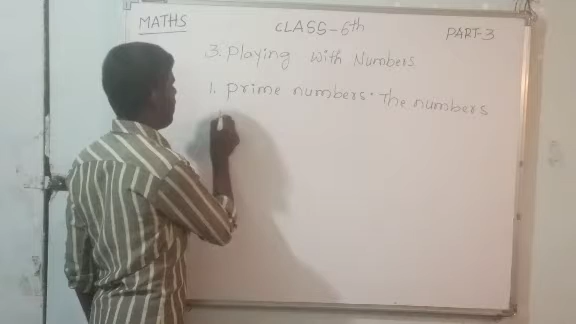 MATHS CLASS-6th PART-3
3. Playing with Numbers
1. Prime numbers. The numbers